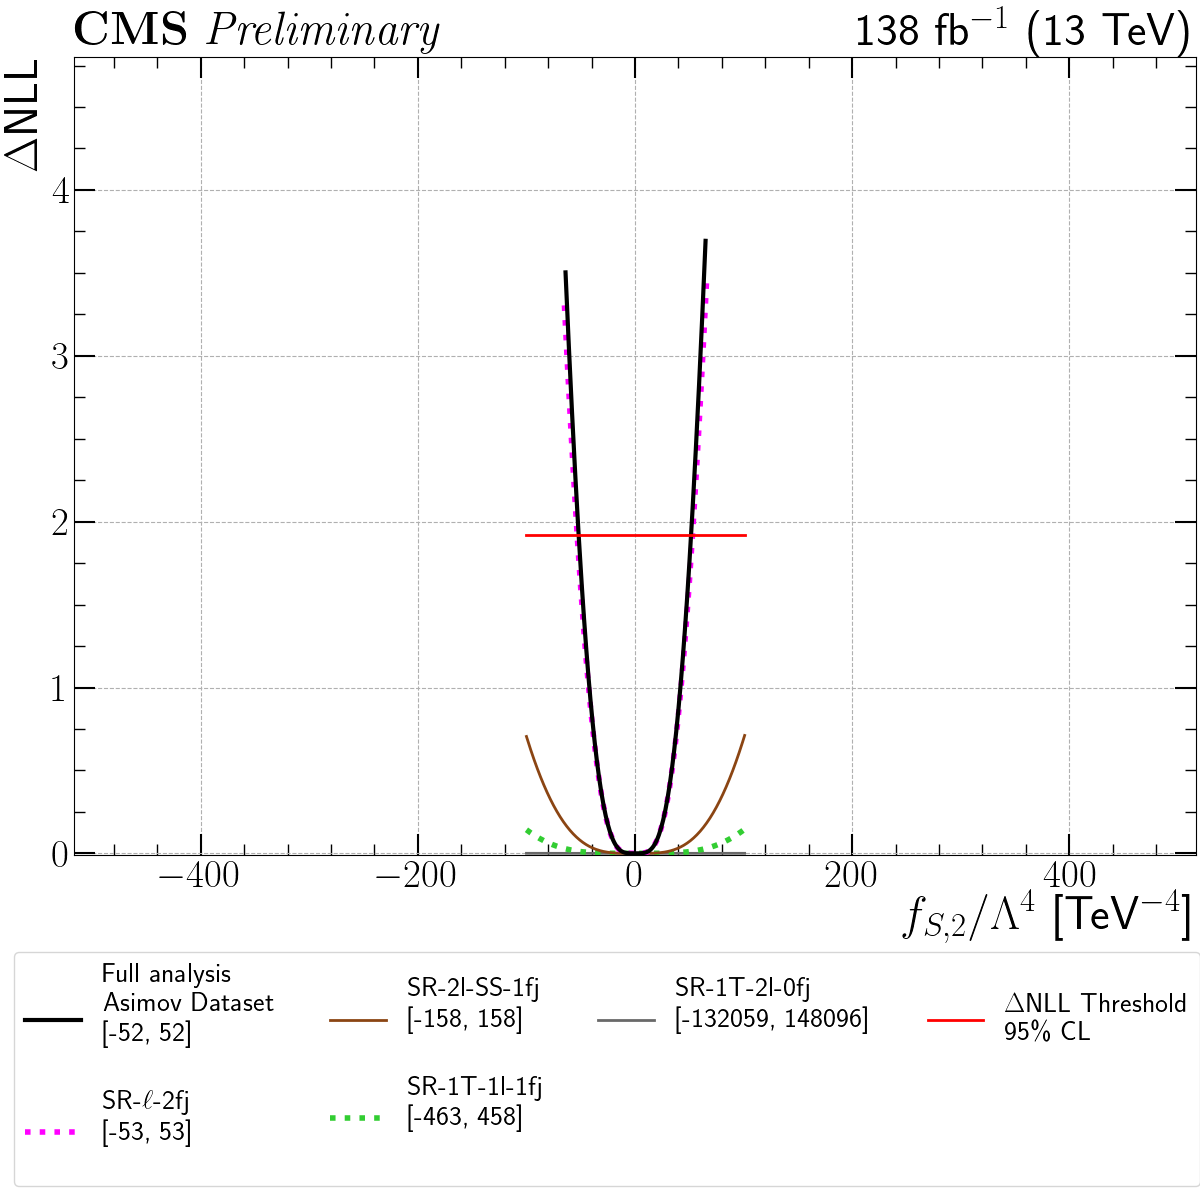 CMS Preliminary
138 fb⁻¹ (13 TeV)
ΔNLL
4
3
2
1
0
−400 −200 0 200 400
f_{S,2}/Λ⁴ [TeV⁻⁴]
Full analysis
Asimov Dataset
[-52, 52]
SR-ℓ-2fj
[-53, 53]
SR-2l-SS-1fj
[-158, 158]
SR-1T-1l-1fj
[-463, 458]
SR-1T-2l-0fj
[-132059, 148096]
ΔNLL Threshold
95% CL